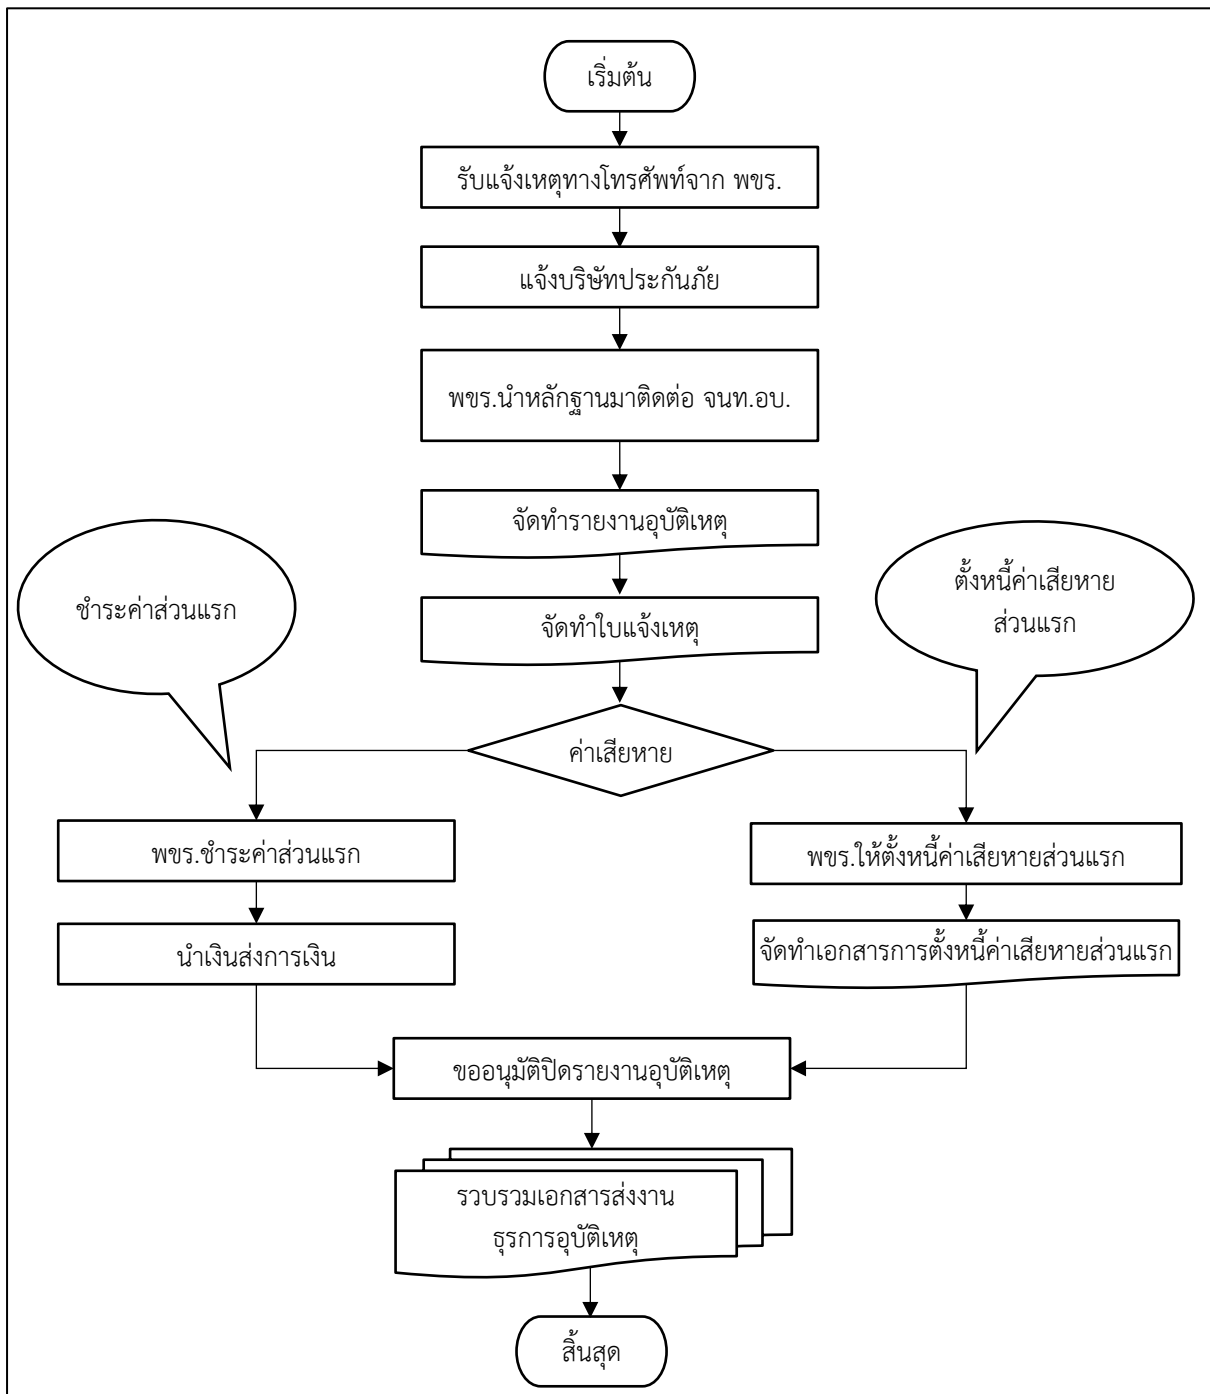 เริ่มต้น
รับแจ้งเหตุทางโทรศัพท์จาก พขร.
แจ้งบริษัทประกันภัย
พขร.นำหลักฐานมาติดต่อ จนท.อบ.
จัดทำรายงานอุบัติเหตุ
จัดทำใบแจ้งเหตุ
ชำระค่าส่วนแรก
ตั้งหนี้ค่าเสียหาย
ส่วนแรก
ค่าเสียหาย
พขร.ชำระค่าส่วนแรก
นำเงินส่งการเงิน
พขร.ให้ตั้งหนี้ค่าเสียหายส่วนแรก
จัดทำเอกสารการตั้งหนี้ค่าเสียหายส่วนแรก
ขออนุมัติปิดรายงานอุบัติเหตุ
รวบรวมเอกสารส่งงาน
ธุรการอุบัติเหตุ
สิ้นสุด